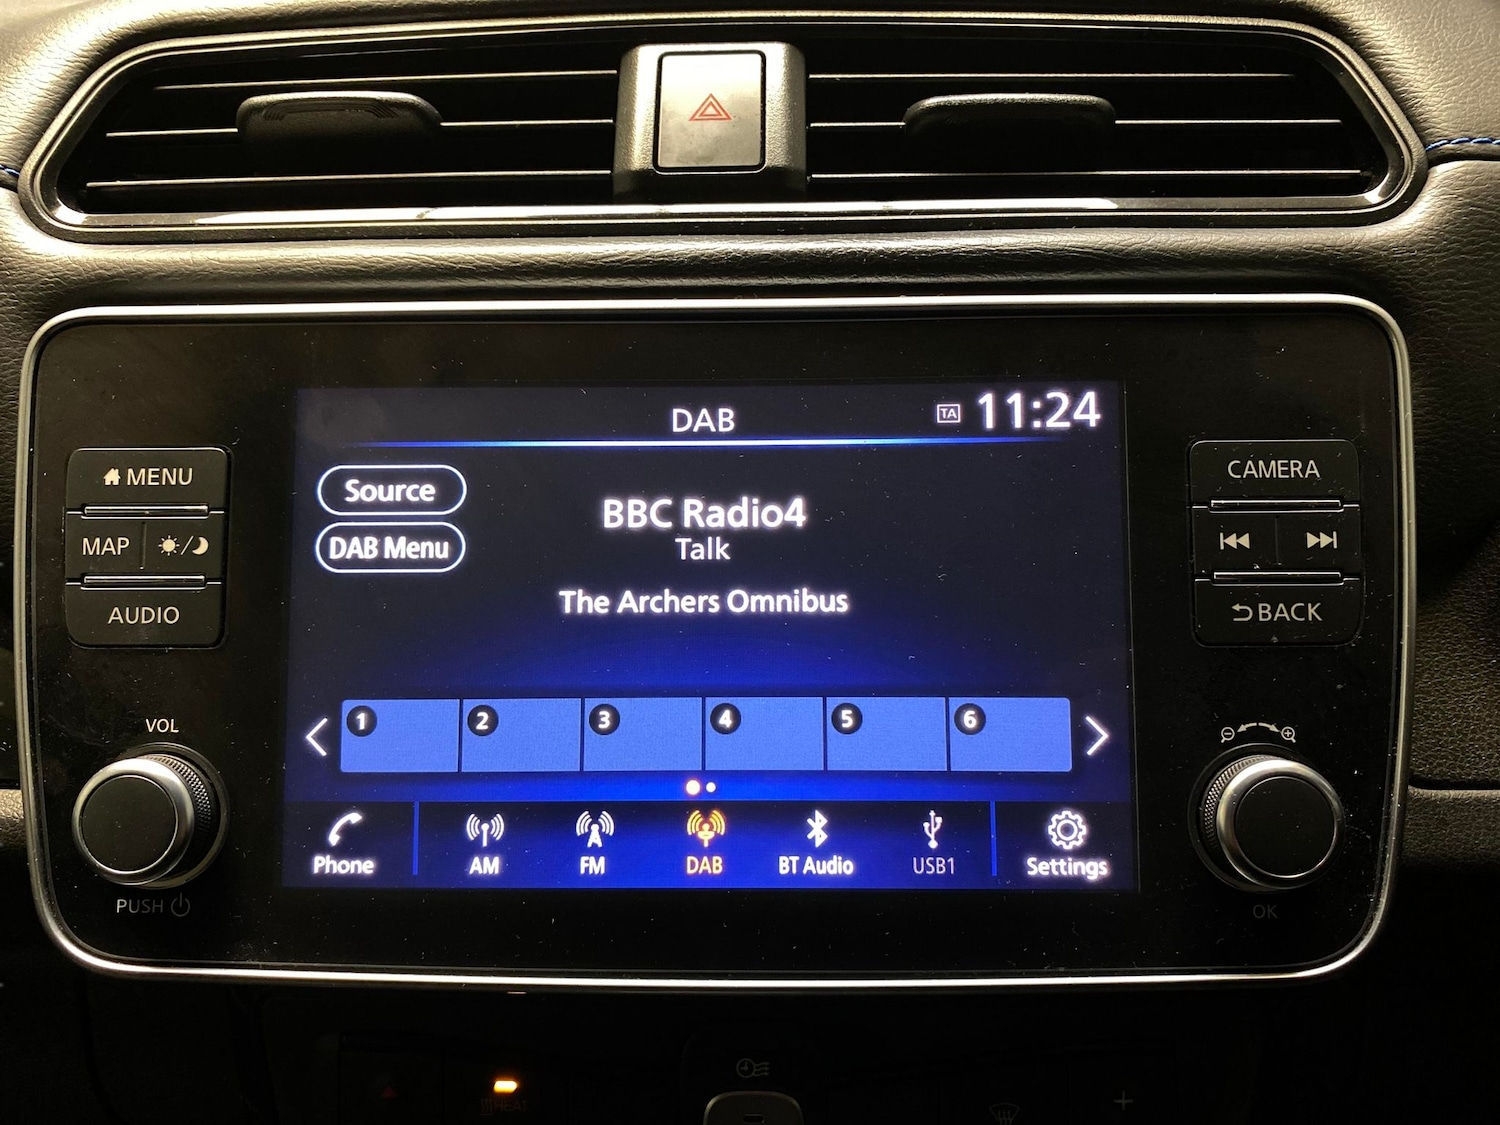 DAB
TA 11:24
Source
BBC Radio4
DAB Menu
Talk
The Archers Omnibus
1 2 3 4 5 6
Phone AM FM DAB BT Audio USB1 Settings
MENU
MAP
AUDIO
VOL
PUSH
CAMERA
BACK
OK
HEAT